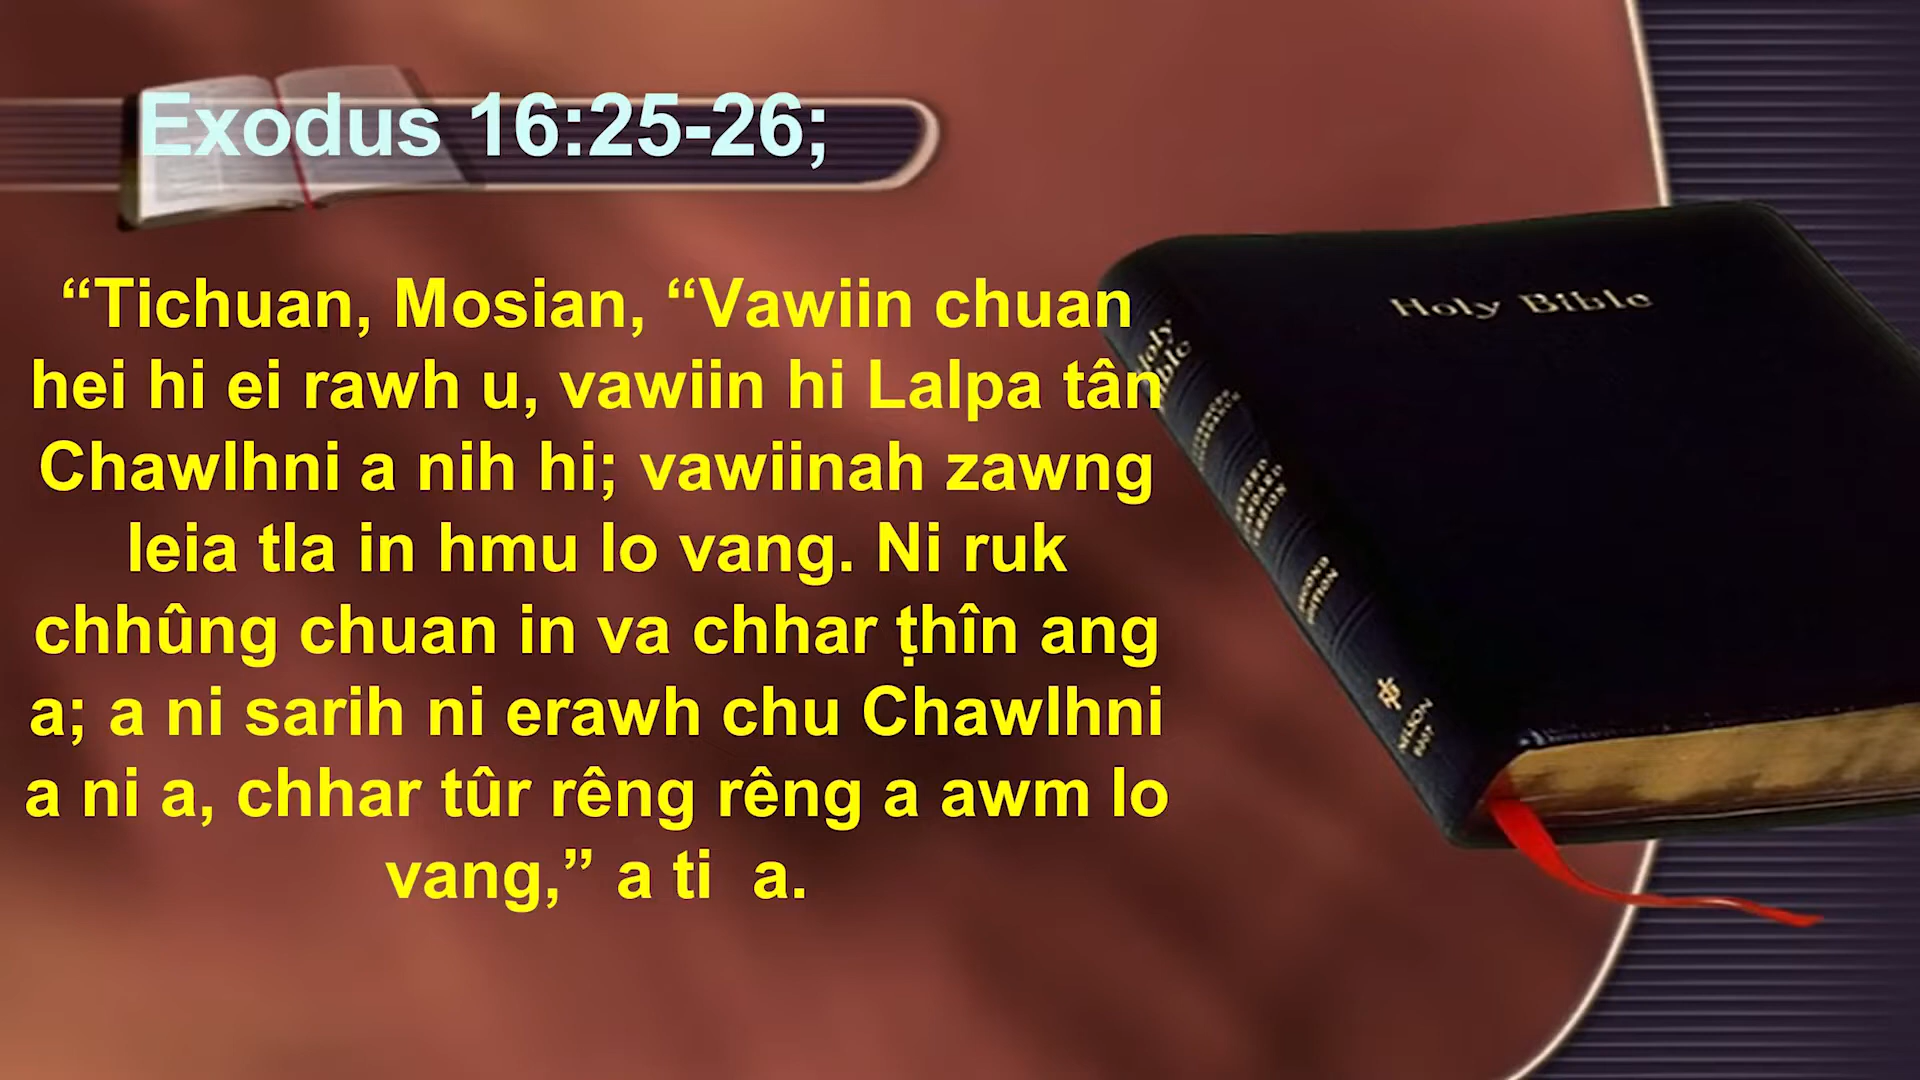 Exodus 16:25-26;
“Tichuan, Mosian, “Vawiin chuan
hei hi ei rawh u, vawiin hi Lalpa tân
Chawlhni a nih hi; vawiinah zawng
leia tla in hmu lo vang. Ni ruk
chhûng chuan in va chhar ṭhîn ang
a; a ni sarih ni erawh chu Chawlhni
a ni a, chhar tûr rêng rêng a awm lo
vang,” a ti  a.
Holy Bible
NELSON